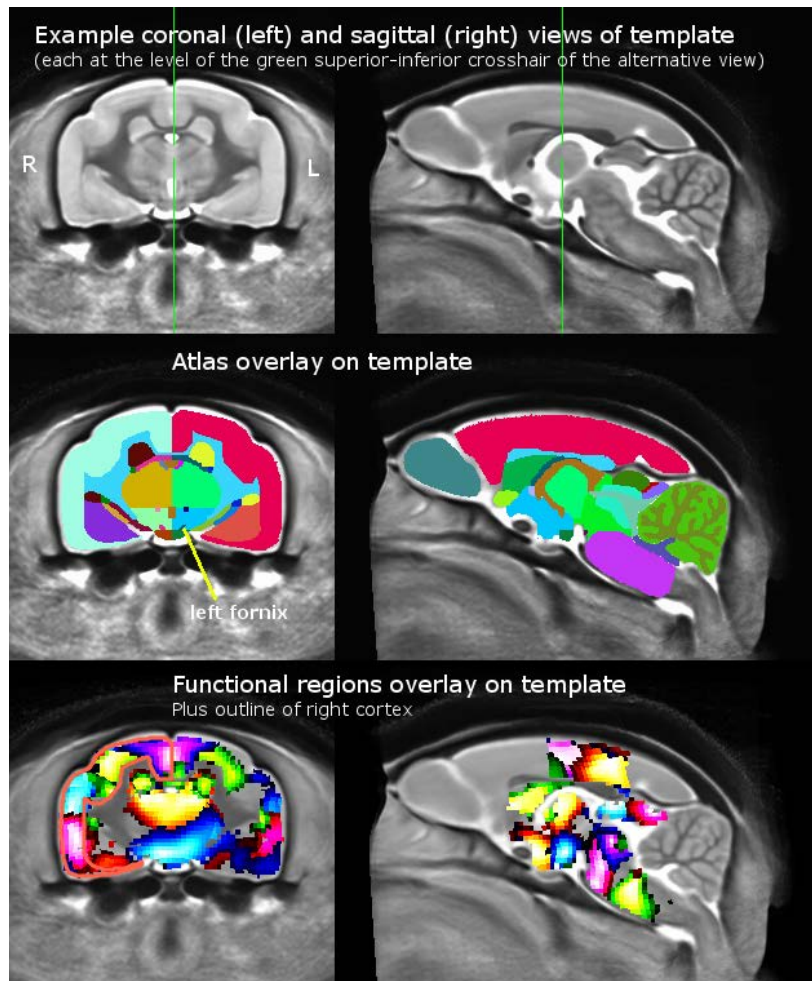 Example coronal (left) and sagittal (right) views of template
(each at the level of the green superior-inferior crosshair of the alternative view)
R
L
Atlas overlay on template
left fornix
Functional regions overlay on template
Plus outline of right cortex